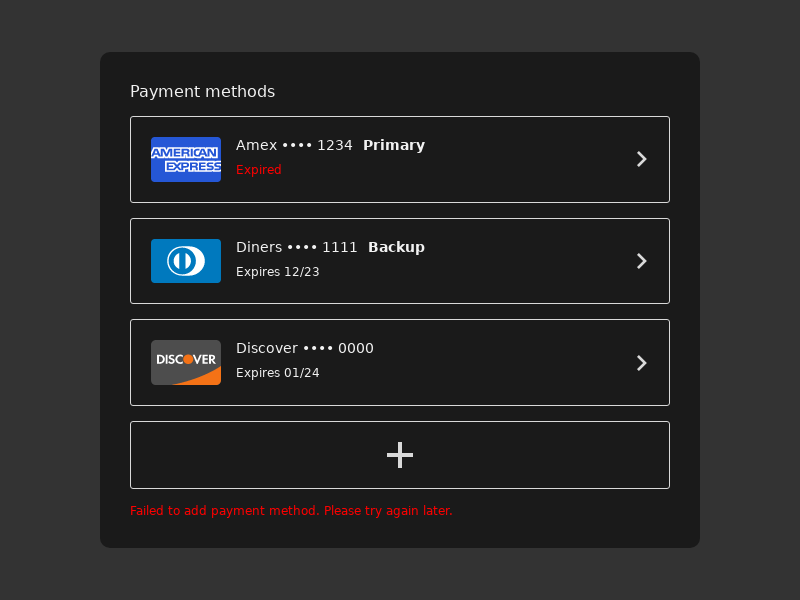 Payment methods
AMERICAN
EXPRESS
Amex •••• 1234 Primary
Expired
Diners •••• 1111 Backup
Expires 12/23
DISCOVER
Discover •••• 0000
Expires 01/24
Failed to add payment method. Please try again later.